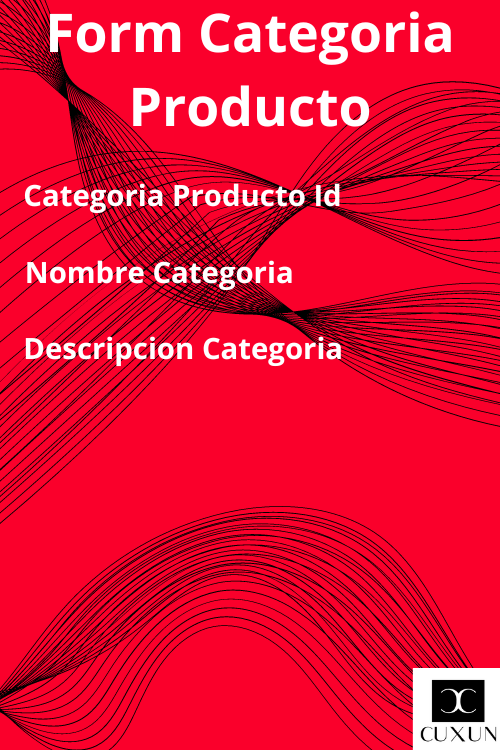 Form Categoria
Producto
Categoria Producto Id
Nombre Categoria
Descripcion Categoria
CUXUN